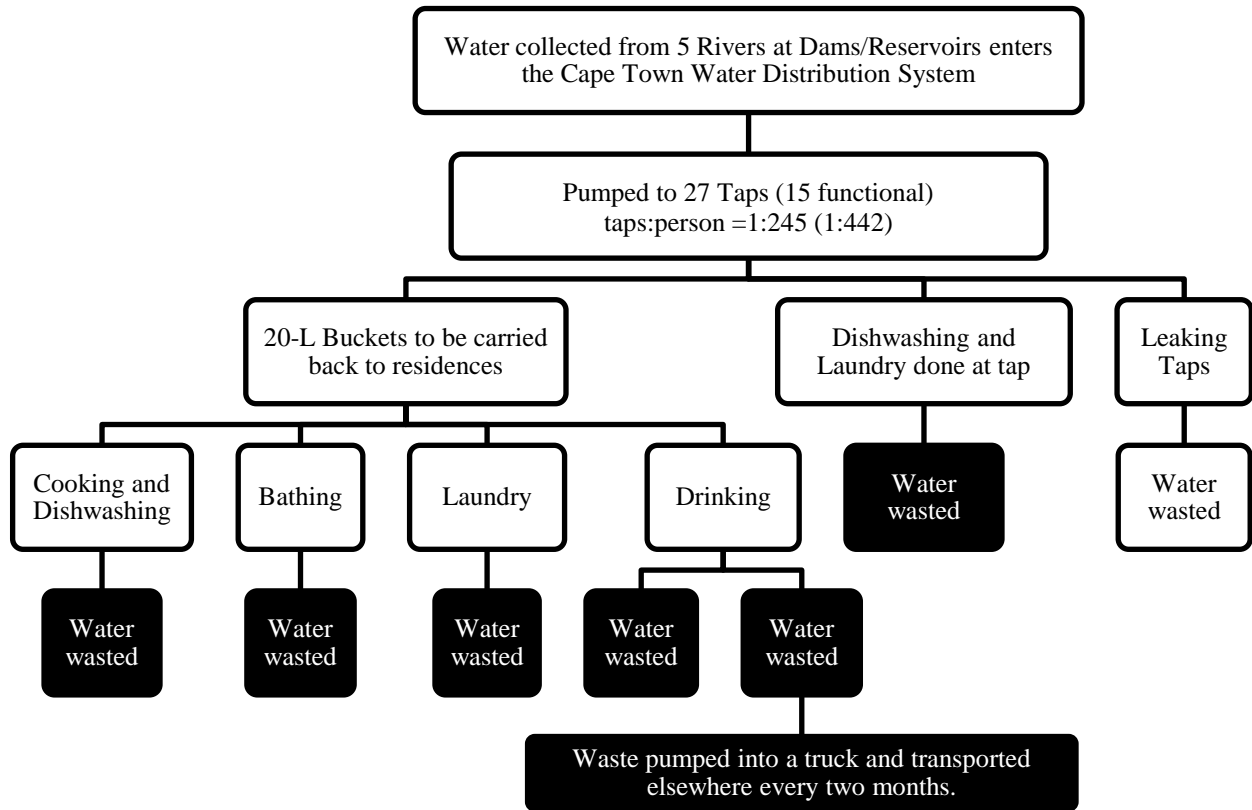 Water collected from 5 Rivers at Dams/Reservoirs enters
the Cape Town Water Distribution System
Pumped to 27 Taps (15 functional)
taps:person =1:245 (1:442)
20-L Buckets to be carried
back to residences
Dishwashing and
Laundry done at tap
Leaking
Taps
Cooking and
Dishwashing
Bathing
Laundry
Drinking
Water
wasted
Water
wasted
Water
wasted
Water
wasted
Water
wasted
Water
wasted
Water
wasted
Waste pumped into a truck and transported
elsewhere every two months.